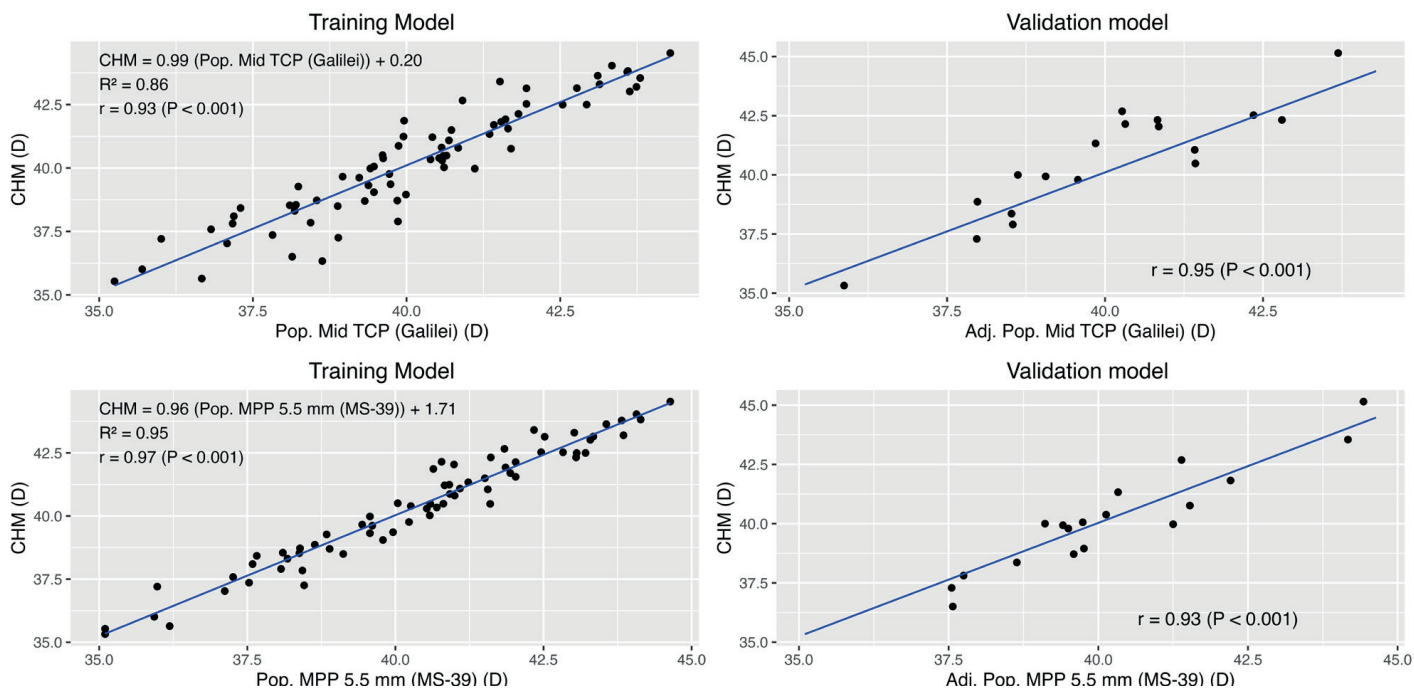 Training Model
CHM = 0.99 (Pop. Mid TCP (Galilei)) + 0.20
R² = 0.86
r = 0.93 (P < 0.001)
CHM (D)
42.5
40.0
37.5
35.0
35.0 37.5 40.0 42.5
Pop. Mid TCP (Galilei) (D)
Validation model
CHM (D)
45.0
42.5
40.0
37.5
35.0
r = 0.95 (P < 0.001)
35.0 37.5 40.0 42.5
Adj. Pop. Mid TCP (Galilei) (D)
Training Model
CHM = 0.96 (Pop. MPP 5.5 mm (MS-39)) + 1.71
R² = 0.95
r = 0.97 (P < 0.001)
CHM (D)
42.5
40.0
37.5
35.0
35.0 37.5 40.0 42.5 45.0
Pop. MPP 5.5 mm (MS-39) (D)
Validation model
CHM (D)
45.0
42.5
40.0
37.5
35.0
r = 0.93 (P < 0.001)
35.0 37.5 40.0 42.5 45.0
Adj. Pop. MPP 5.5 mm (MS-39) (D)